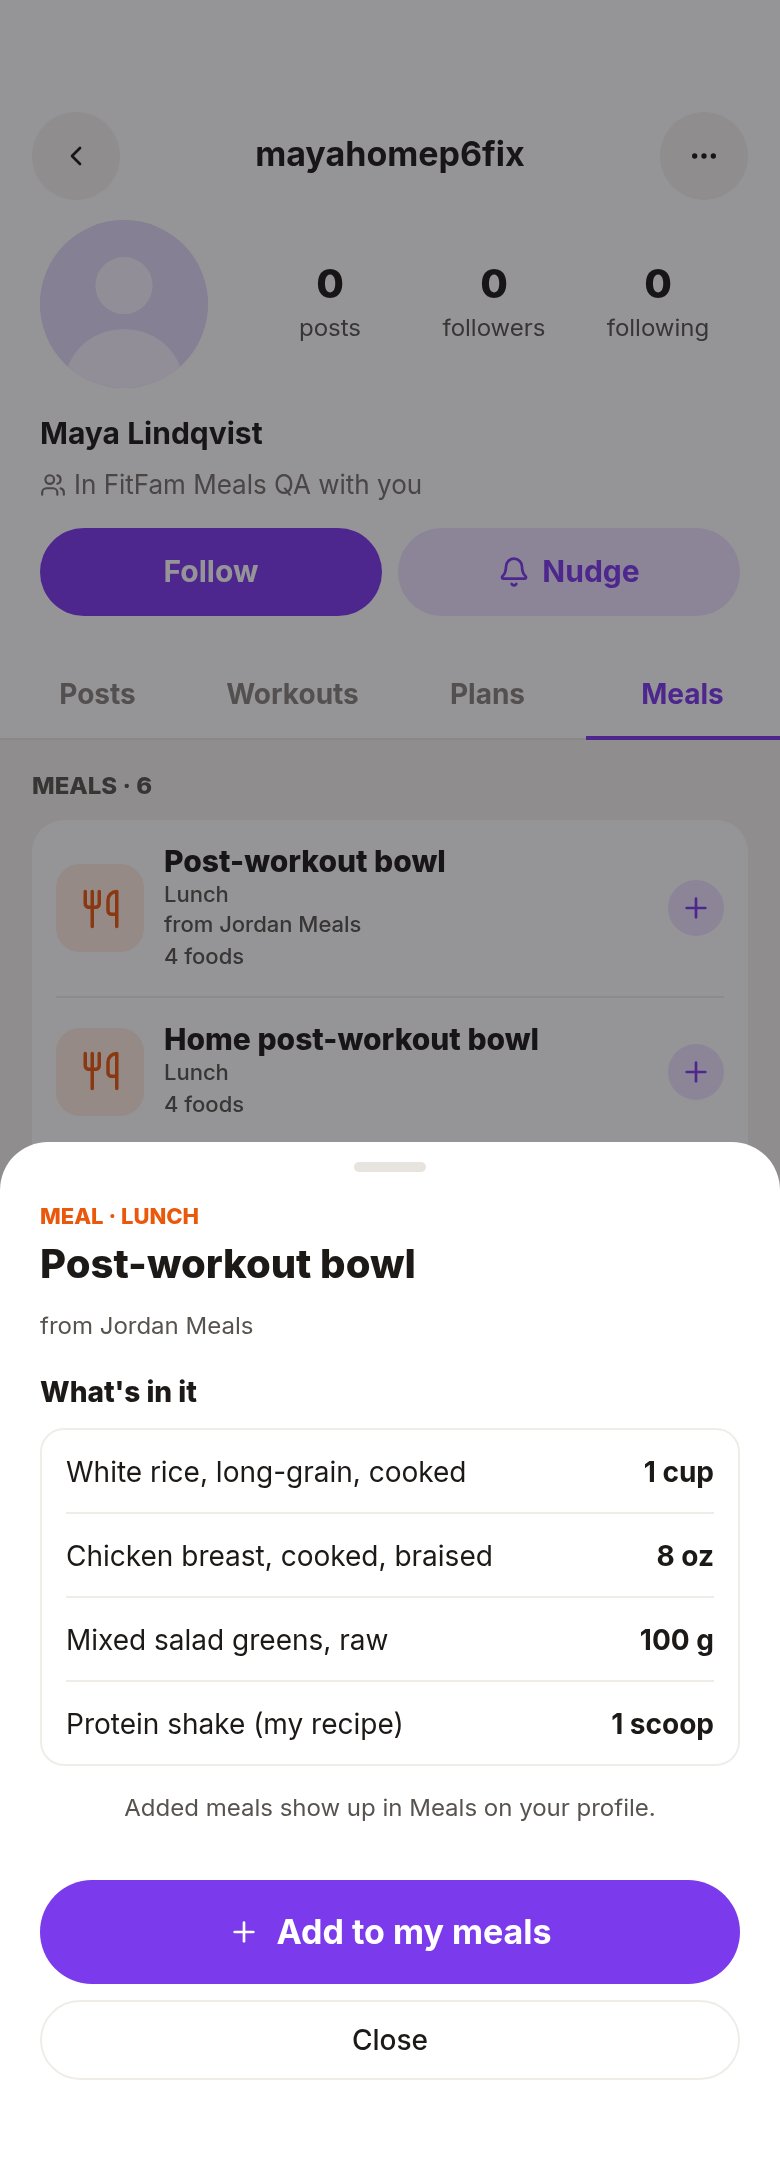 mayahomep6fix
0 0 0
posts followers following
Maya Lindqvist
In FitFam Meals QA with you
Follow Nudge
Posts Workouts Plans Meals
MEALS · 6
Post-workout bowl
Lunch
from Jordan Meals
4 foods
Home post-workout bowl
Lunch
4 foods
MEAL · LUNCH
Post-workout bowl
from Jordan Meals
What's in it
White rice, long-grain, cooked 1 cup
Chicken breast, cooked, braised 8 oz
Mixed salad greens, raw 100 g
Protein shake (my recipe) 1 scoop
Added meals show up in Meals on your profile.
Add to my meals
Close